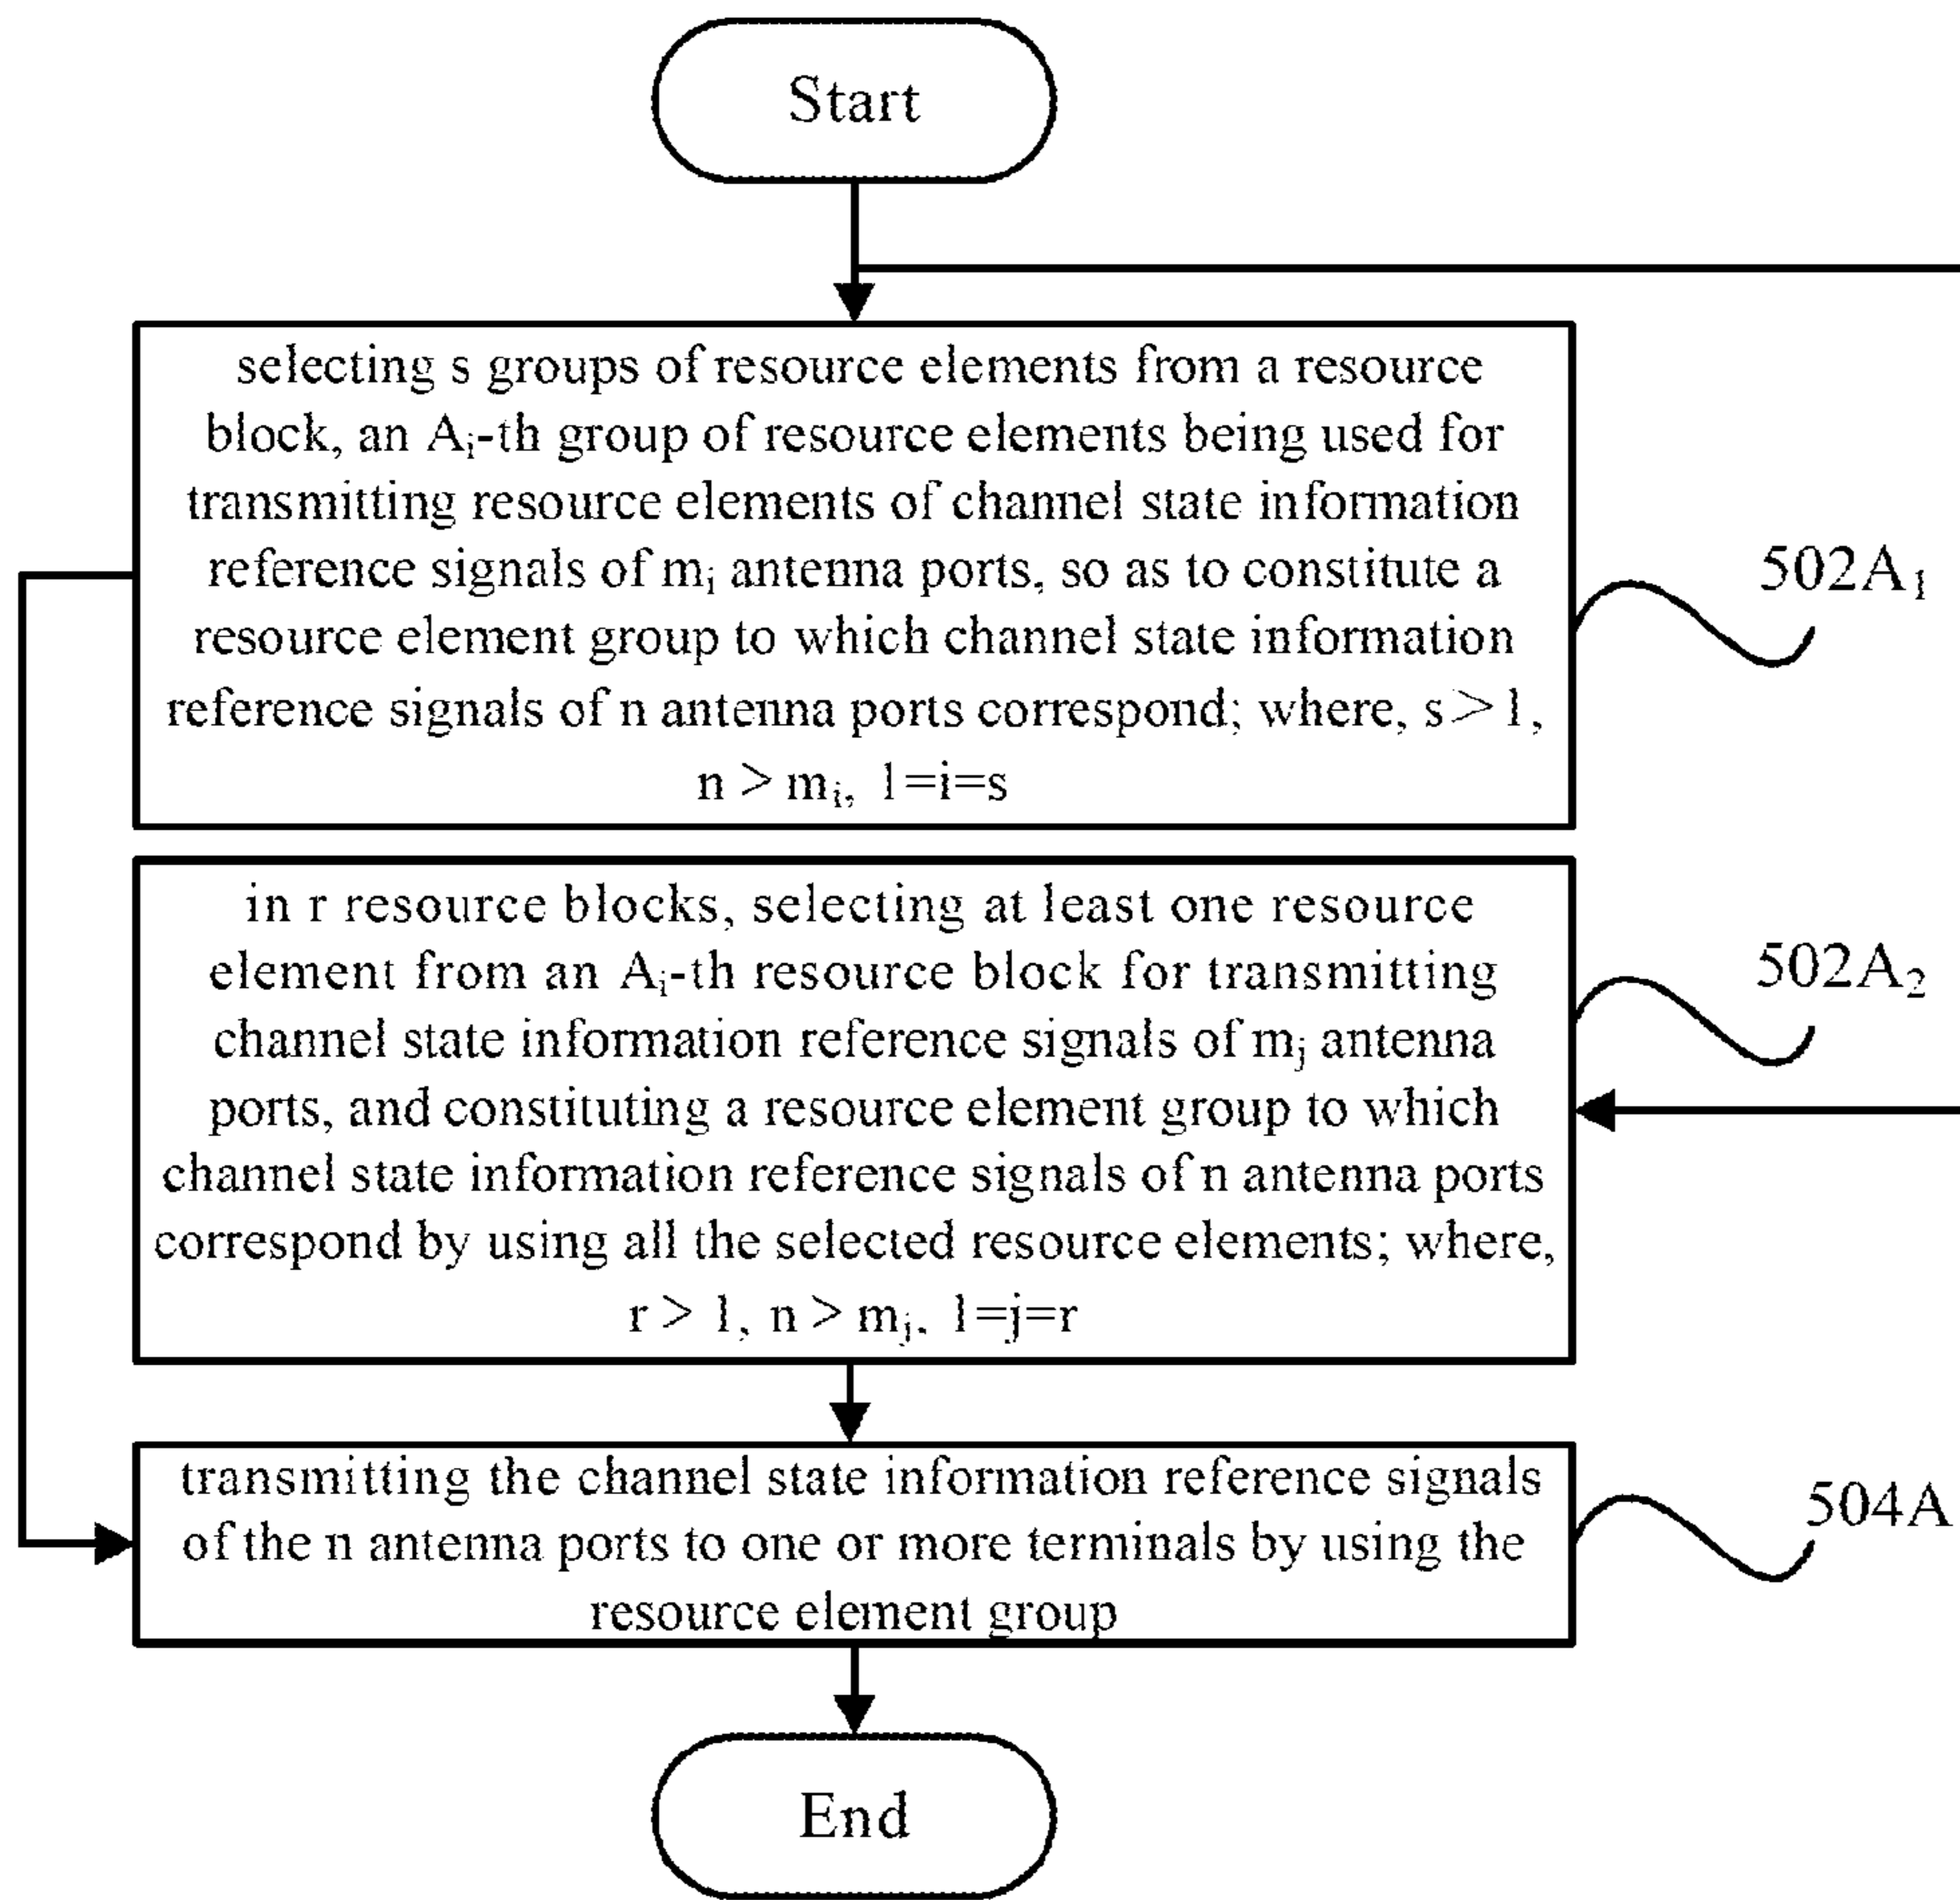 Start
selecting s groups of resource elements from a resource
block, an Aᵢ-th group of resource elements being used for
transmitting resource elements of channel state information
reference signals of mᵢ antenna ports, so as to constitute a
resource element group to which channel state information
reference signals of n antenna ports correspond; where, s > 1,
n > mᵢ, 1=i=s
502A₁
in r resource blocks, selecting at least one resource
element from an Aᵢ-th resource block for transmitting
channel state information reference signals of mⱼ antenna
ports, and constituting a resource element group to which
channel state information reference signals of n antenna ports
correspond by using all the selected resource elements; where,
r > 1, n > mⱼ, 1=j=r
502A₂
transmitting the channel state information reference signals
of the n antenna ports to one or more terminals by using the
resource element group
504A
End